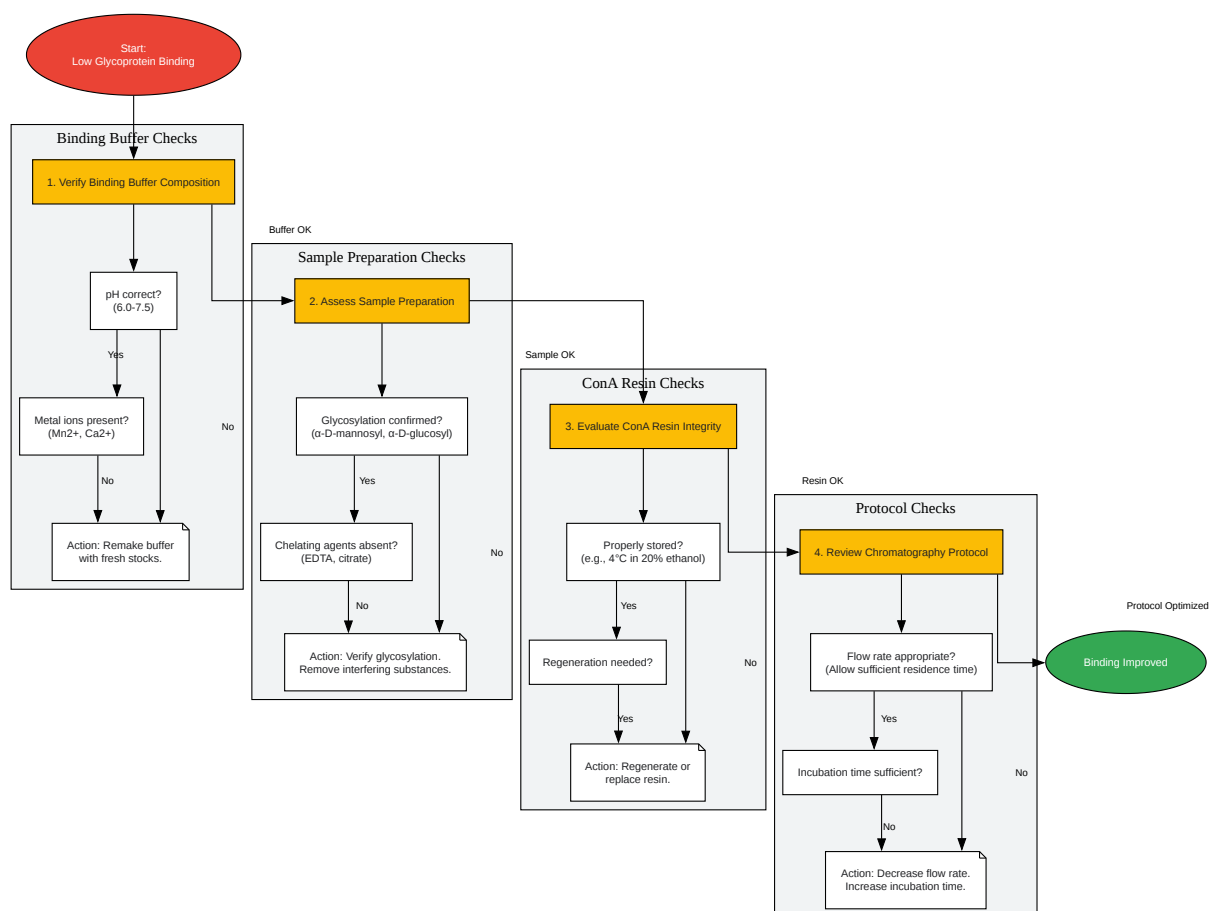 Start:
Low Glycoprotein Binding
Binding Buffer Checks
1. Verify Binding Buffer Composition
pH correct?
(6.0-7.5)
Yes
Metal ions present?
(Mn2+, Ca2+)
No
No
Action: Remake buffer
with fresh stocks.
Buffer OK
Sample Preparation Checks
2. Assess Sample Preparation
Glycosylation confirmed?
(α-D-mannosyl, α-D-glucosyl)
Yes
Chelating agents absent?
(EDTA, citrate)
No
No
Action: Verify glycosylation.
Remove interfering substances.
Sample OK
ConA Resin Checks
3. Evaluate ConA Resin Integrity
Properly stored?
(e.g., 4°C in 20% ethanol)
Yes
Regeneration needed?
No
Yes
Action: Regenerate or
replace resin.
Resin OK
Protocol Checks
4. Review Chromatography Protocol
Flow rate appropriate?
(Allow sufficient residence time)
Yes
Incubation time sufficient?
No
No
Action: Decrease flow rate.
Increase incubation time.
Protocol Optimized
Binding Improved